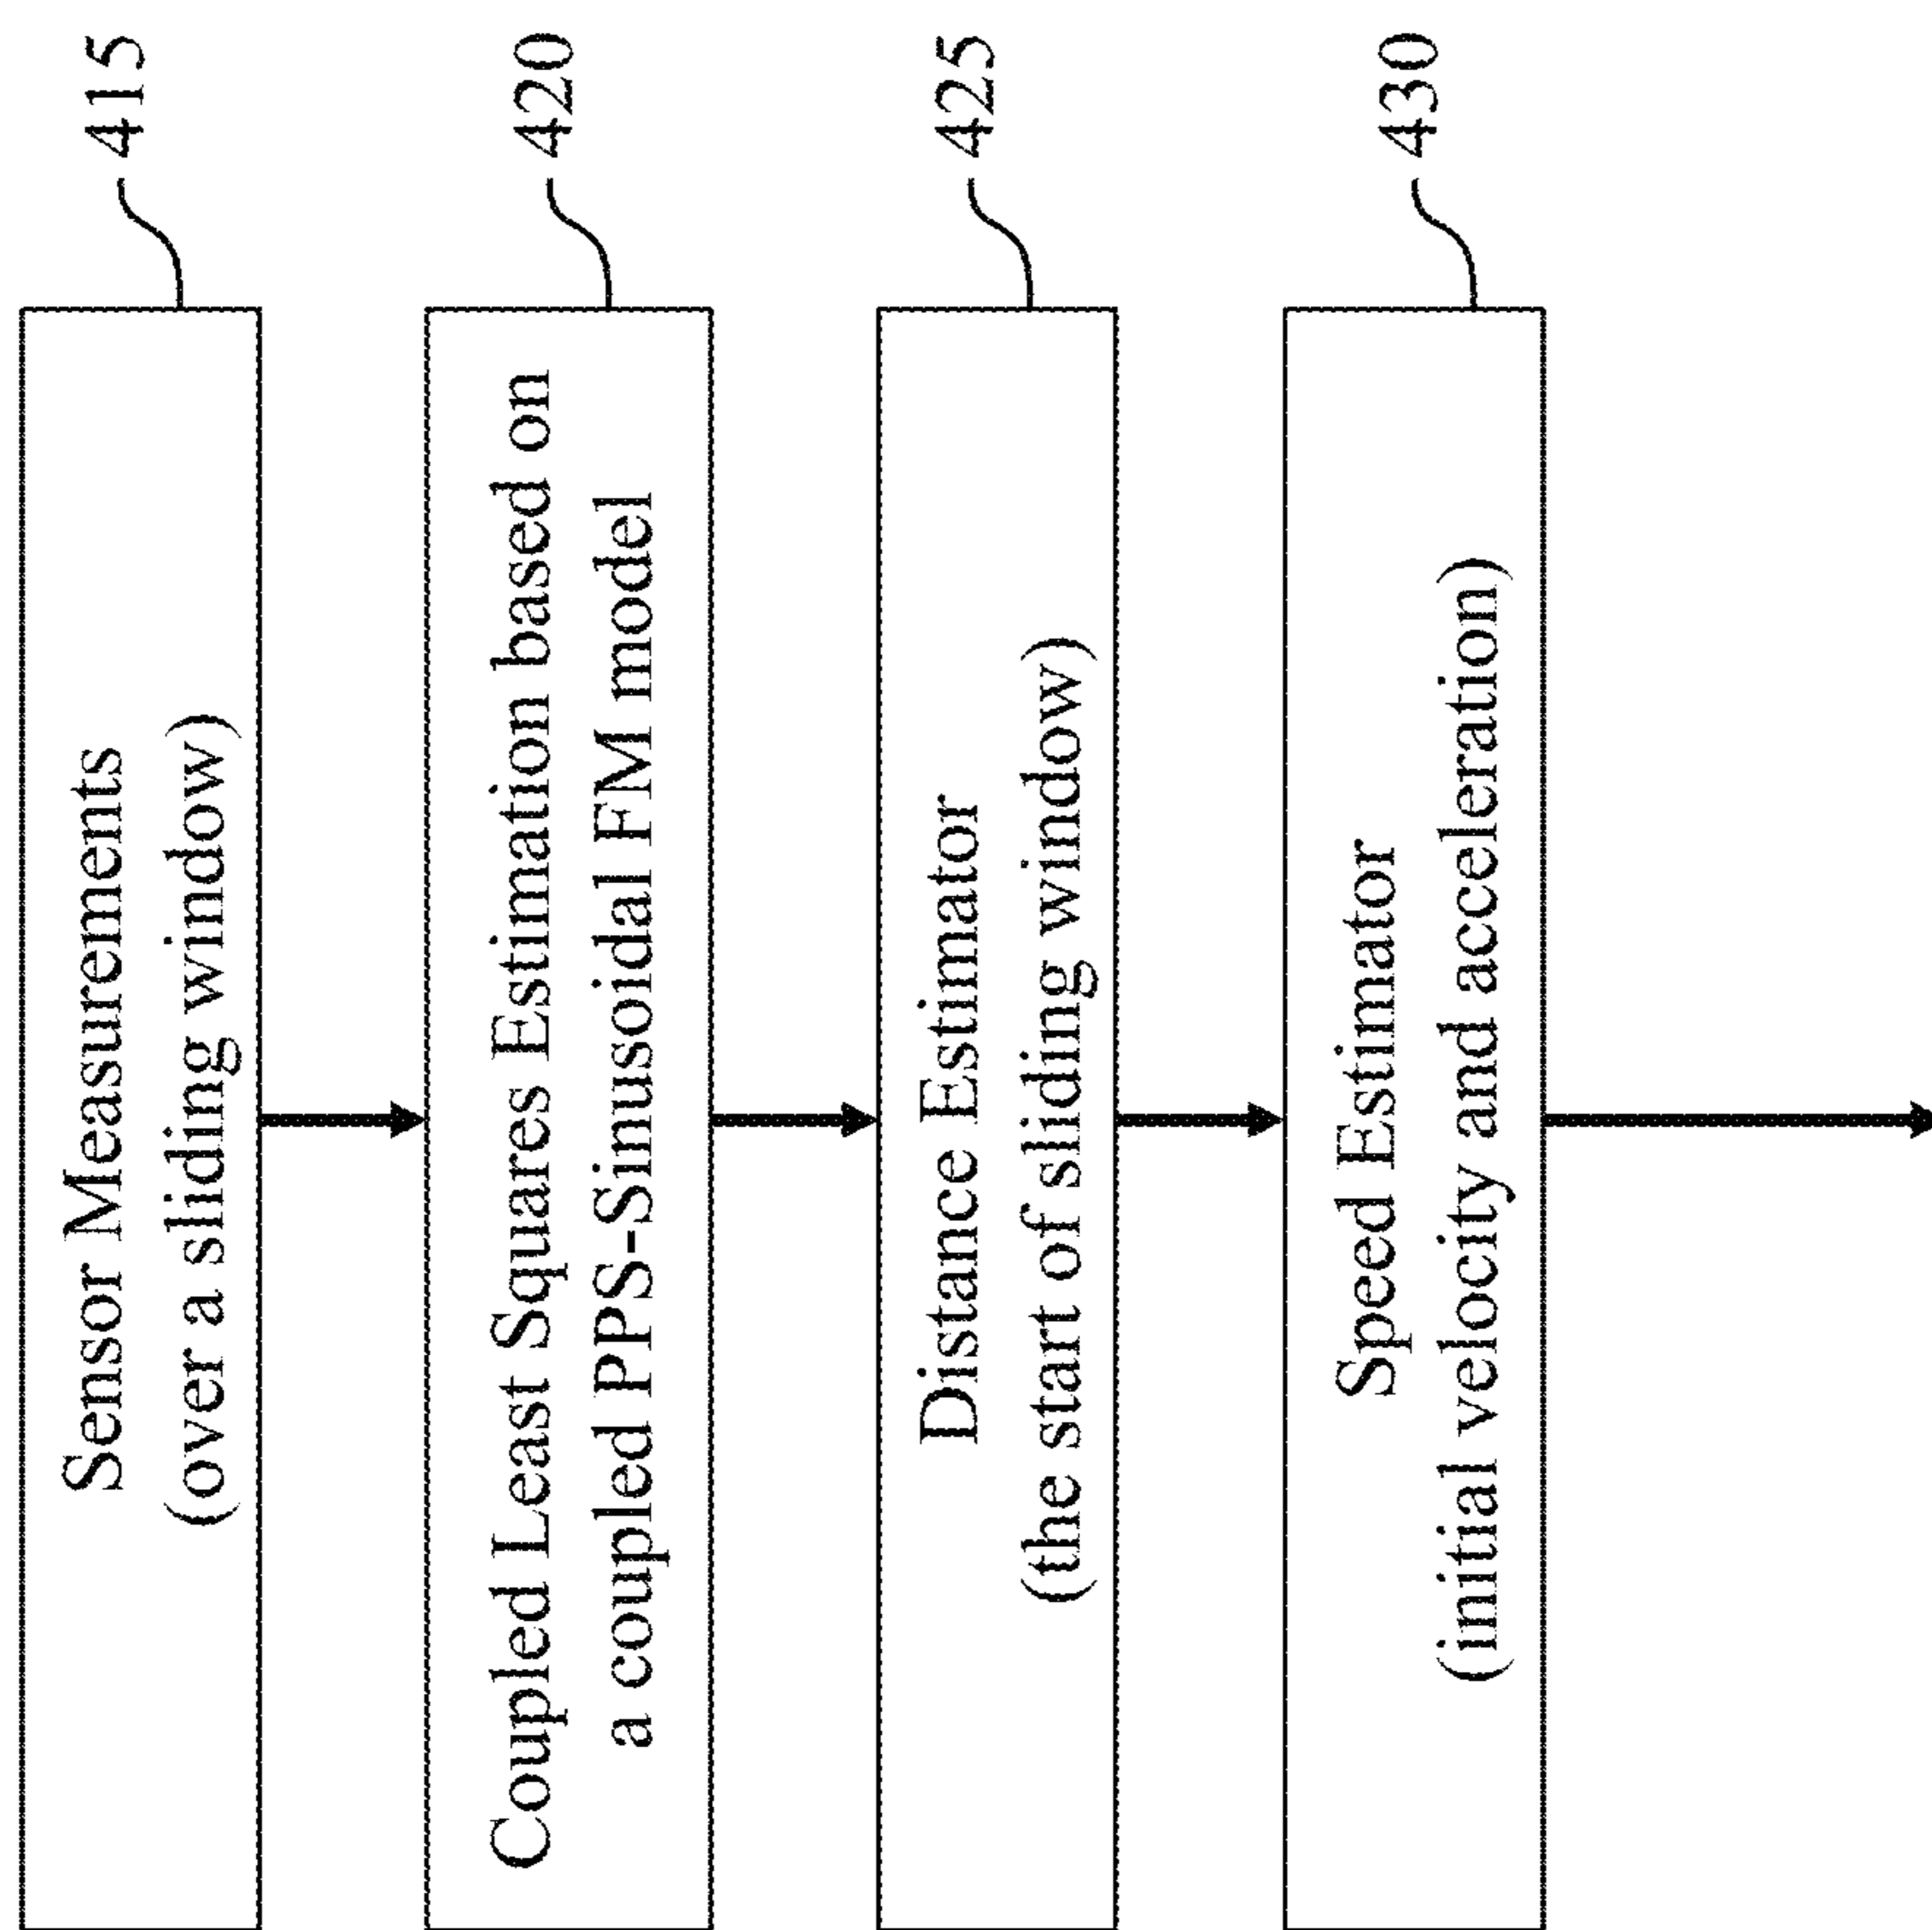 Sensor Measurements
(over a sliding window)
415
Coupled Least Squares Estimation based on
a coupled PPS-Sinusoidal FM model
420
Distance Estimator
(the start of sliding window)
425
Speed Estimator
(initial velocity and acceleration)
430